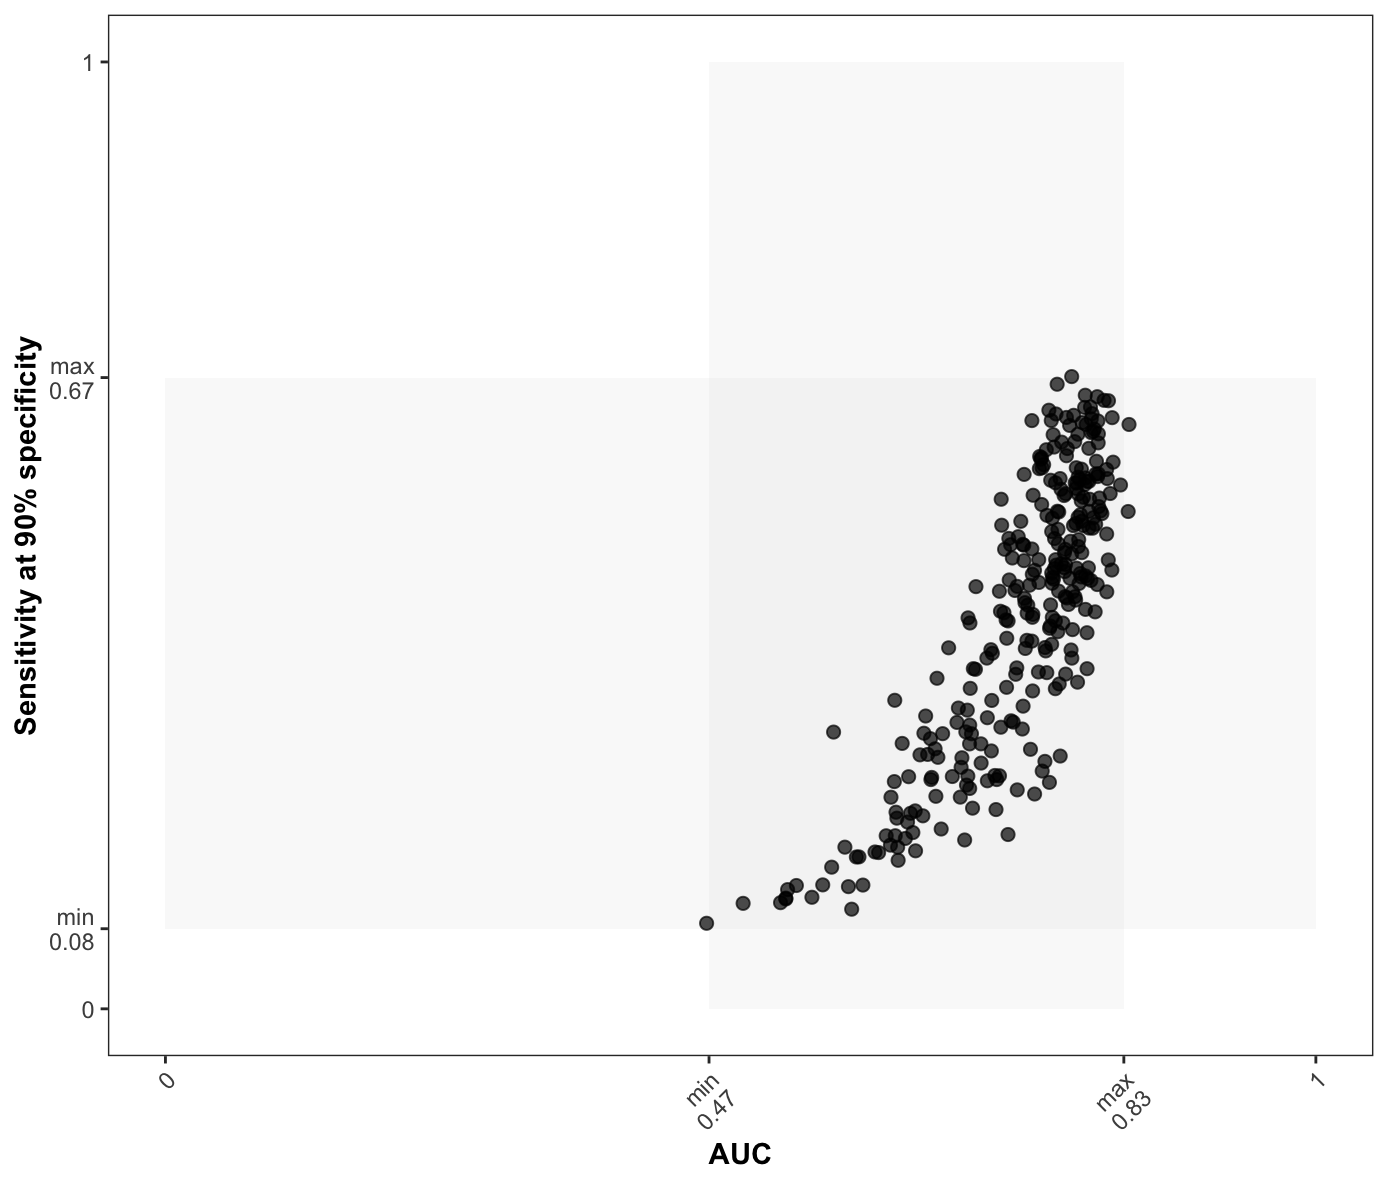 1
max
0.67
min
0.08
0
Sensitivity at 90% specificity
0
min
0.47
max
0.83
1
AUC